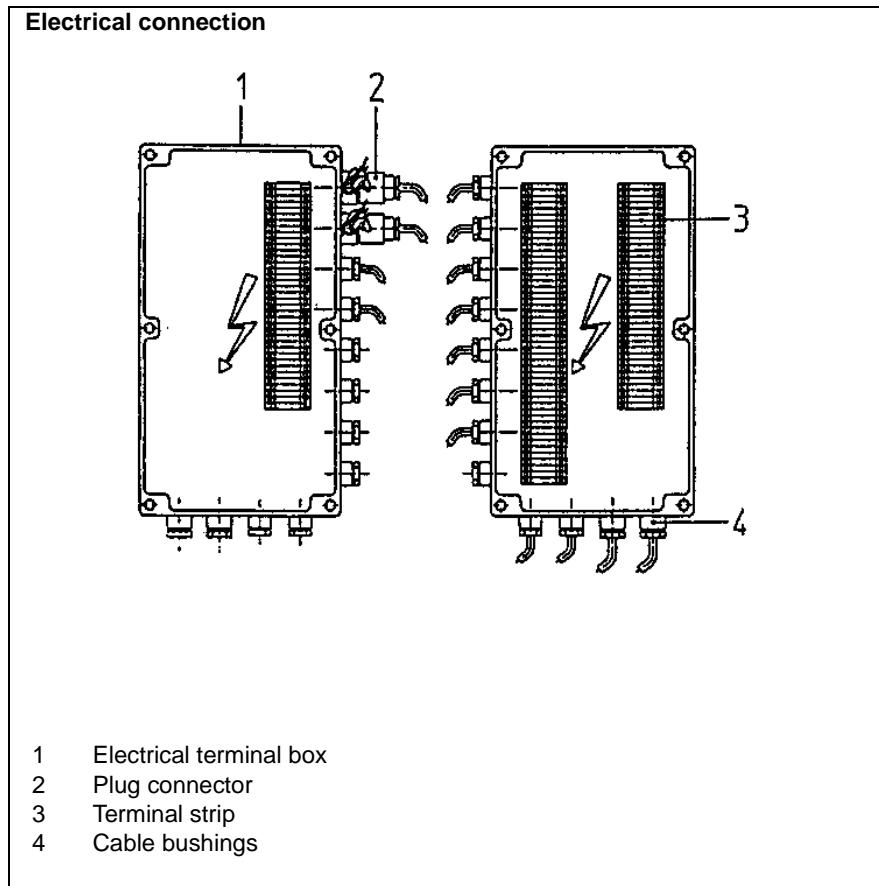 Electrical connection
1 2
3
4
1 Electrical terminal box
2 Plug connector
3 Terminal strip
4 Cable bushings